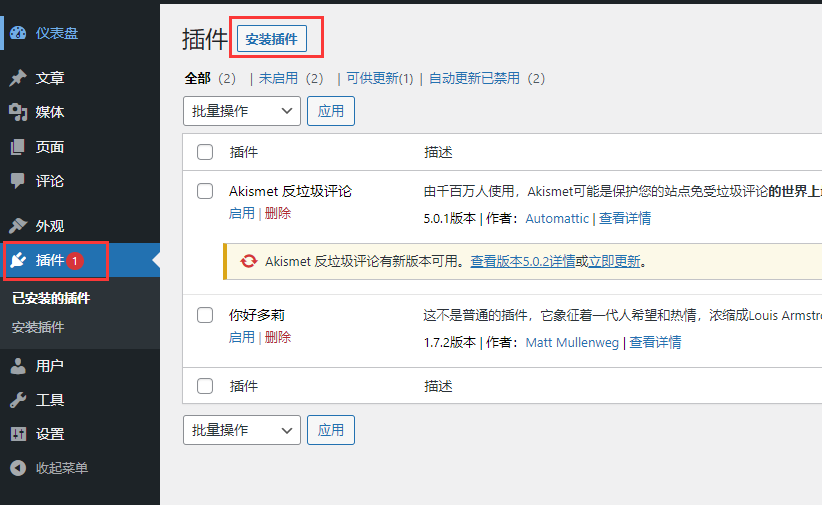 仪表盘
文章
媒体
页面
评论
外观
插件 1
已安装的插件
安装插件
用户
工具
设置
收起菜单
插件 安装插件
全部 (2) | 未启用 (2) | 可供更新(1) | 自动更新已禁用 (2)
批量操作 应用
插件 描述
Akismet 反垃圾评论 由千百万人使用，Akismet可能是保护您的站点免受垃圾评论的世界上
启用 | 删除 5.0.1版本 | 作者：Automattic | 查看详情
Akismet 反垃圾评论有新版本可用。查看版本5.0.2详情或立即更新。
你好多莉 这不是普通的插件，它象征着一代人希望和热情，浓缩成Louis Armstro
启用 | 删除 1.7.2版本 | 作者：Matt Mullenweg | 查看详情
插件 描述
批量操作 应用